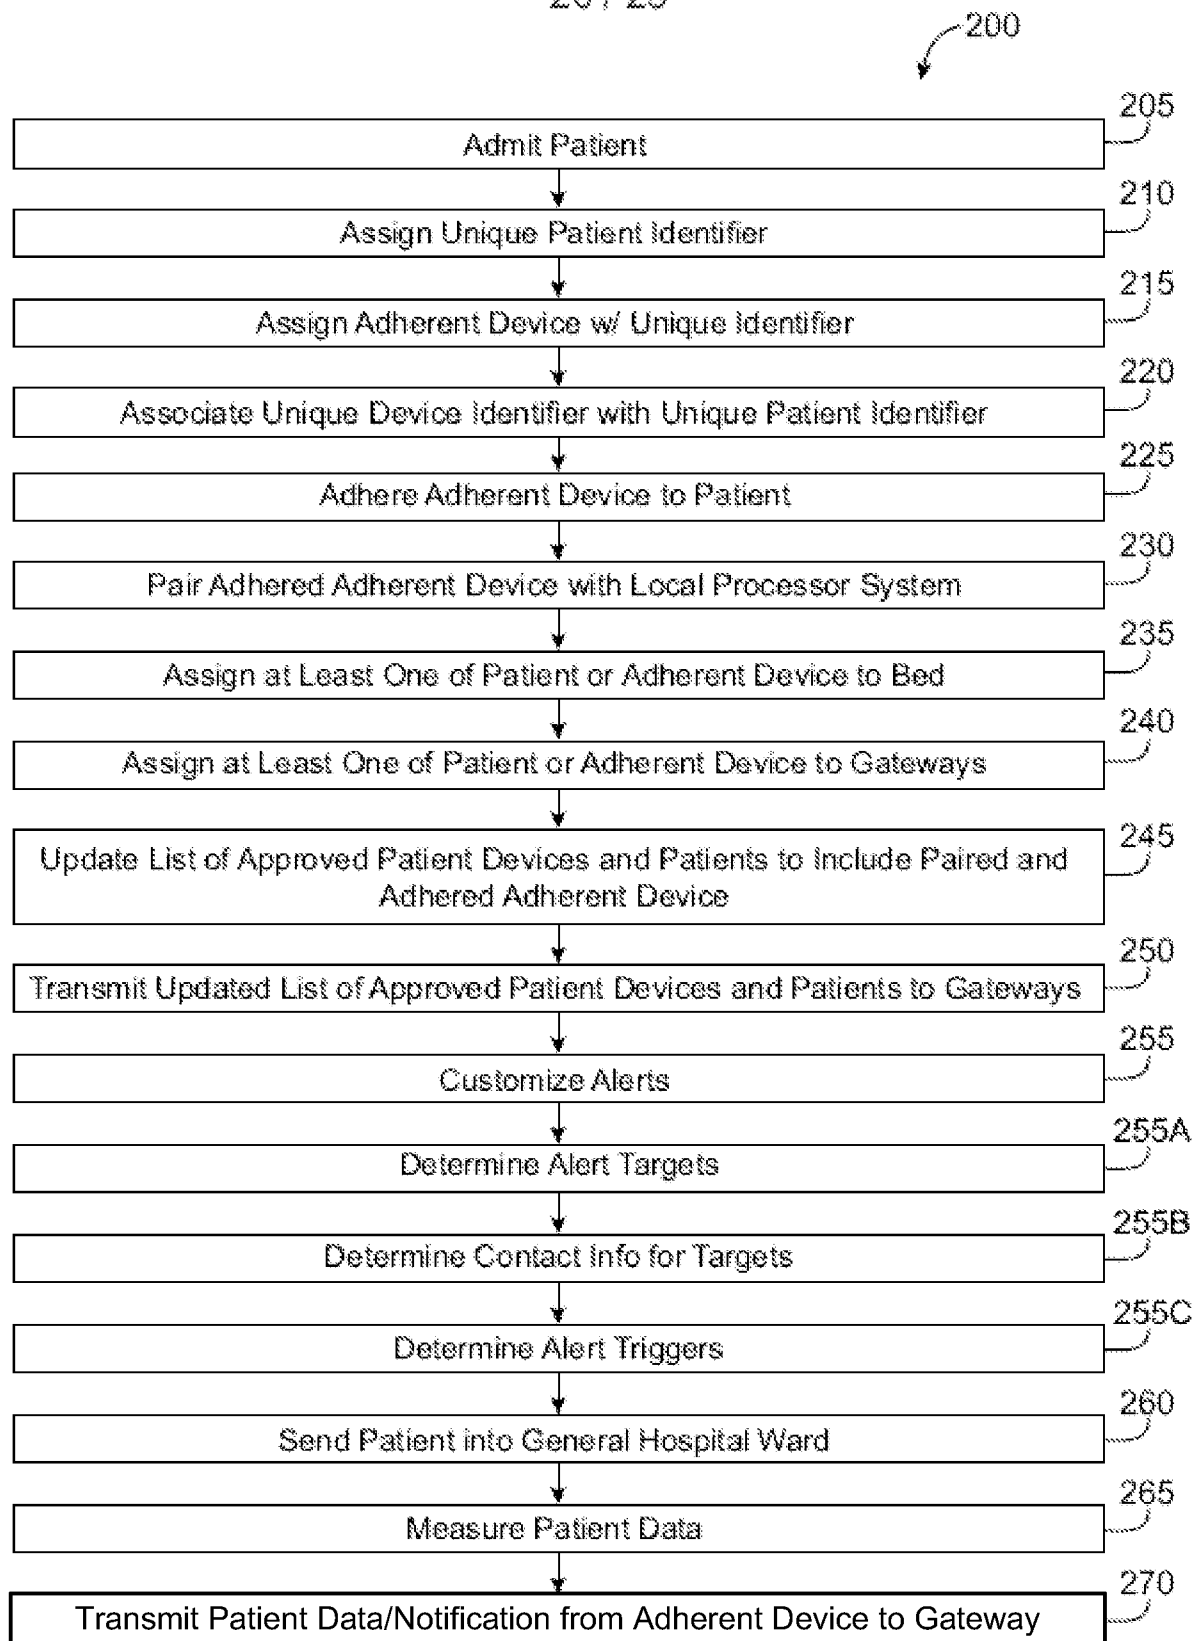 200
205
Admit Patient
210
Assign Unique Patient Identifier
215
Assign Adherent Device w/ Unique Identifier
220
Associate Unique Device Identifier with Unique Patient Identifier
225
Adhere Adherent Device to Patient
230
Pair Adhered Adherent Device with Local Processor System
235
Assign at Least One of Patient or Adherent Device to Bed
240
Assign at Least One of Patient or Adherent Device to Gateways
245
Update List of Approved Patient Devices and Patients to Include Paired and
Adhered Adherent Device
250
Transmit Updated List of Approved Patient Devices and Patients to Gateways
255
Customize Alerts
255A
Determine Alert Targets
255B
Determine Contact Info for Targets
255C
Determine Alert Triggers
260
Send Patient into General Hospital Ward
265
Measure Patient Data
270
Transmit Patient Data/Notification from Adherent Device to Gateway